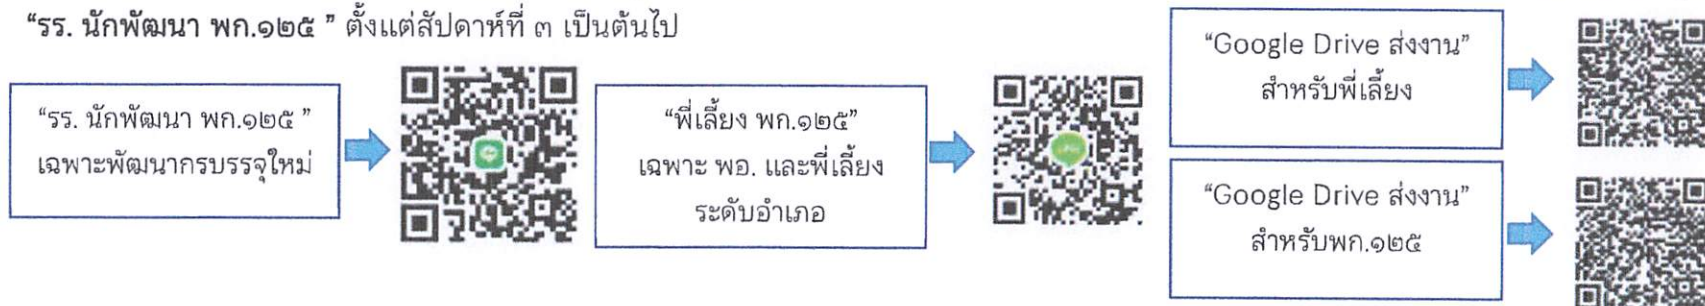 “รร. นักพัฒนา พก.๑๒๕ ” ตั้งแต่สัปดาห์ที่ ๓ เป็นต้นไป
“รร. นักพัฒนา พก.๑๒๕ ”
เฉพาะพัฒนากรบรรจุใหม่
“พี่เลี้ยง พก.๑๒๕”
เฉพาะ พอ. และพี่เลี้ยง
ระดับอำเภอ
“Google Drive ส่งงาน”
สำหรับพี่เลี้ยง
“Google Drive ส่งงาน”
สำหรับพก.๑๒๕